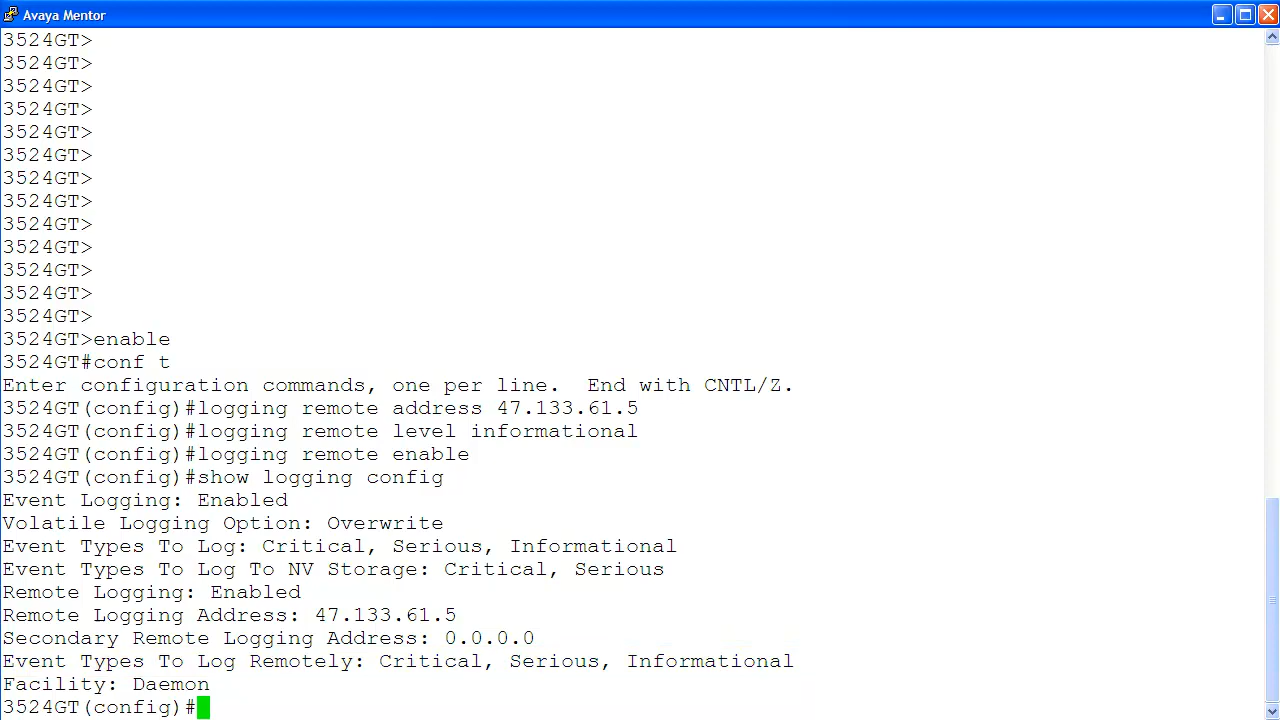 Avaya Mentor
3524GT>
3524GT>
3524GT>
3524GT>
3524GT>
3524GT>
3524GT>
3524GT>
3524GT>
3524GT>
3524GT>
3524GT>
3524GT>
3524GT>enable
3524GT#conf t
Enter configuration commands, one per line.  End with CNTL/Z.
3524GT(config)#logging remote address 47.133.61.5
3524GT(config)#logging remote level informational
3524GT(config)#logging remote enable
3524GT(config)#show logging config
Event Logging: Enabled
Volatile Logging Option: Overwrite
Event Types To Log: Critical, Serious, Informational
Event Types To Log To NV Storage: Critical, Serious
Remote Logging: Enabled
Remote Logging Address: 47.133.61.5
Secondary Remote Logging Address: 0.0.0.0
Event Types To Log Remotely: Critical, Serious, Informational
Facility: Daemon
3524GT(config)#